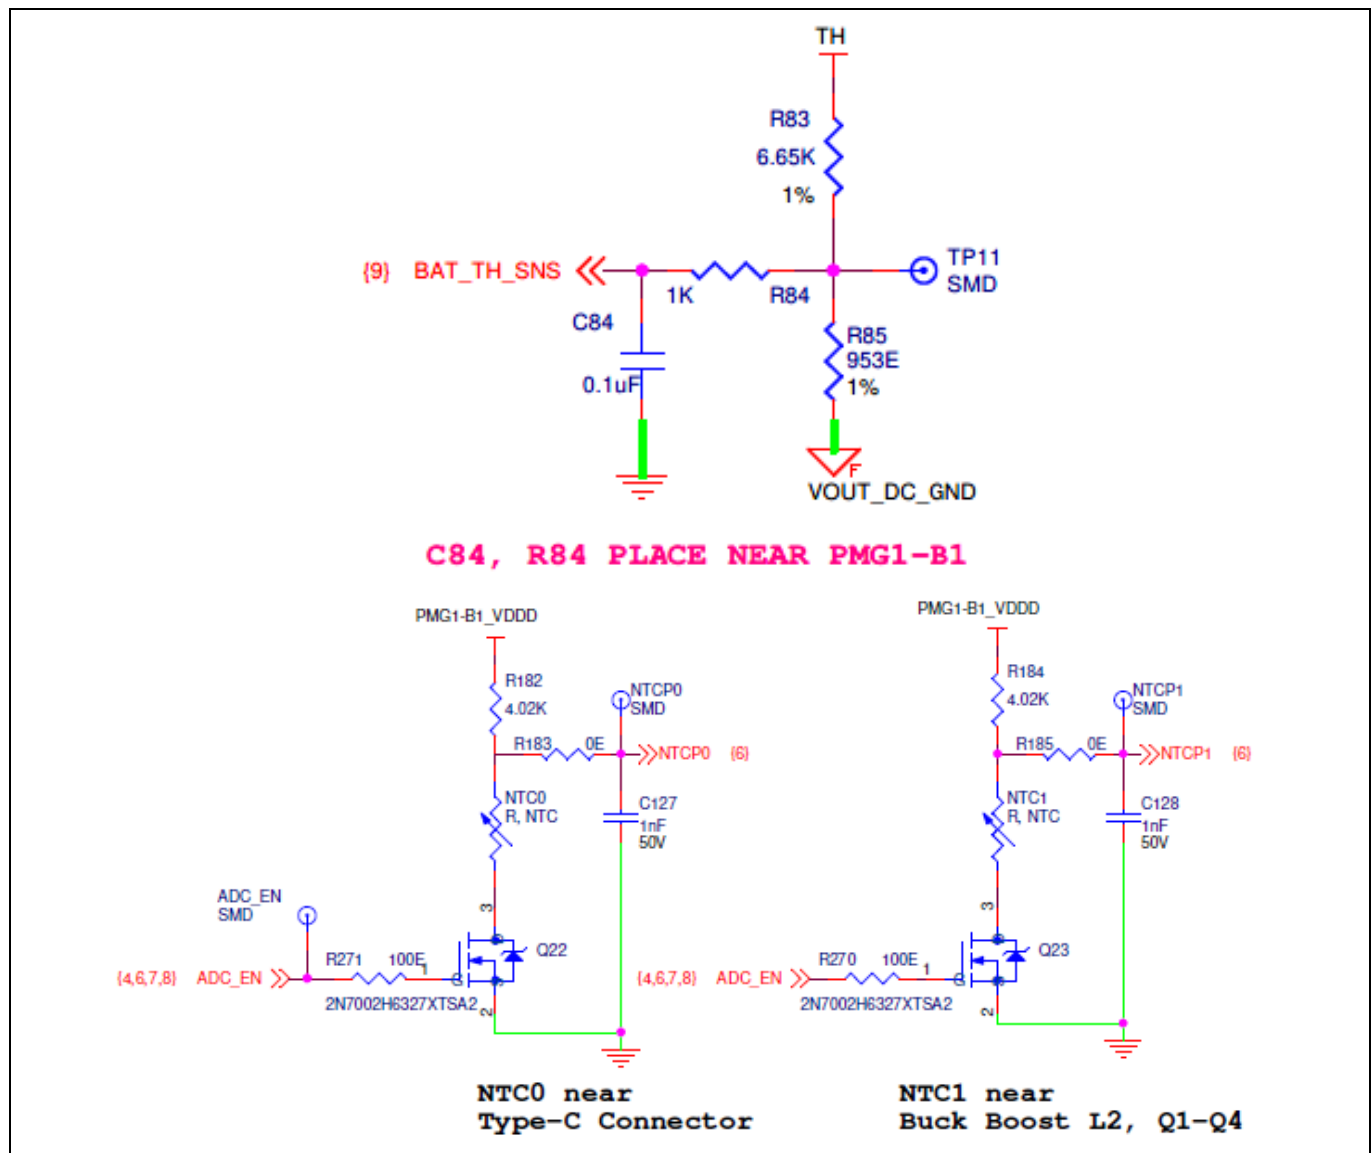 TH
R83
6.65K
1%
{9} BAT_TH_SNS
1K
R84
TP11
SMD
C84
0.1uF
R85
953E
1%
F
VOUT_DC_GND
C84, R84 PLACE NEAR PMG1-B1
PMG1-B1_VDDD
R182
4.02K
NTCP0
SMD
R183 0E
NTCP0 {6}
NTC0
R, NTC
C127
1nF
50V
ADC_EN
SMD
3
Q22
R271 100E
1
{4,6,7,8} ADC_EN
2N7002H6327XTSA2
2
NTC0 near
Type-C Connector
PMG1-B1_VDDD
R184
4.02K
NTCP1
SMD
R185 0E
NTCP1 {6}
NTC1
R, NTC
C128
1nF
50V
3
Q23
R270 100E
1
{4,6,7,8} ADC_EN
2N7002H6327XTSA2
2
NTC1 near
Buck Boost L2, Q1-Q4